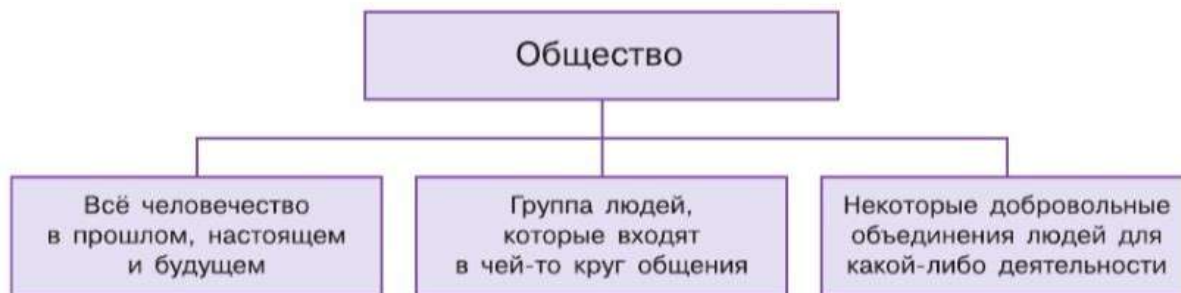 Общество
Всё человечество
в прошлом, настоящем
и будущем
Группа людей,
которые входят
в чей-то круг общения
Некоторые добровольные
объединения людей для
какой-либо деятельности